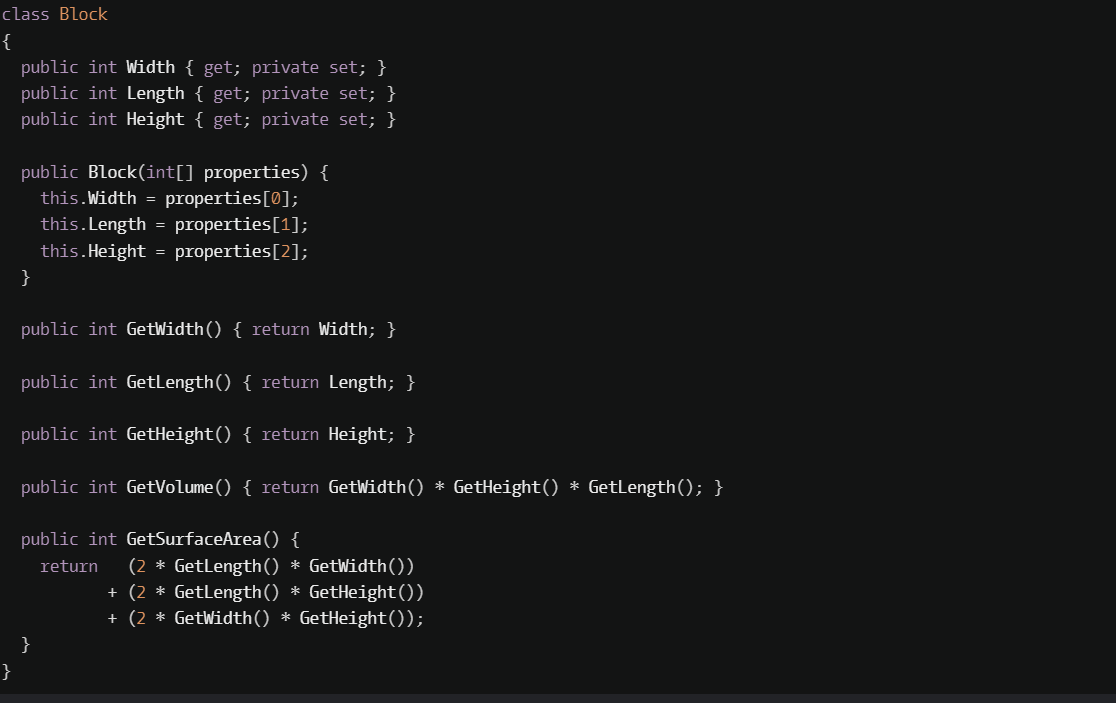 class Block
{
  public int Width { get; private set; }
  public int Length { get; private set; }
  public int Height { get; private set; }

  public Block(int[] properties) {
    this.Width = properties[0];
    this.Length = properties[1];
    this.Height = properties[2];
  }

  public int GetWidth() { return Width; }

  public int GetLength() { return Length; }

  public int GetHeight() { return Height; }

  public int GetVolume() { return GetWidth() * GetHeight() * GetLength(); }

  public int GetSurfaceArea() {
    return   (2 * GetLength() * GetWidth())
           + (2 * GetLength() * GetHeight())
           + (2 * GetWidth() * GetHeight());
  }
}